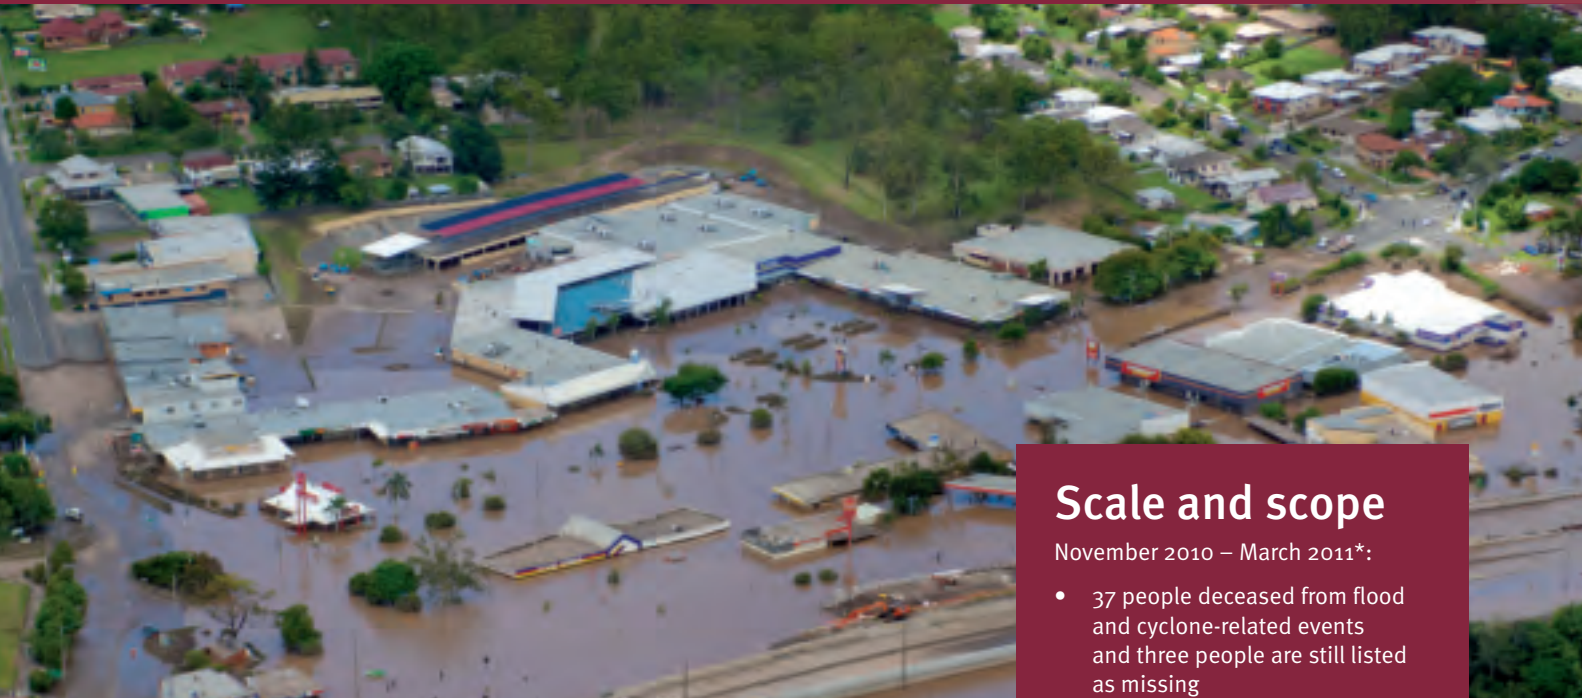 Scale and scope
November 2010 – March 2011*:
• 37 people deceased from flood
and cyclone-related events
and three people are still listed
as missing